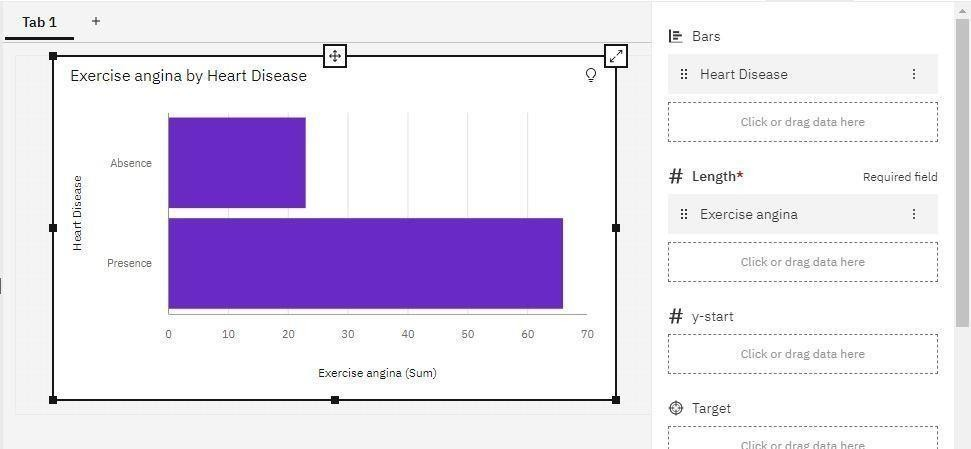 Tab 1 +
Exercise angina by Heart Disease
Heart Disease
Absence
Presence
0 10 20 30 40 50 60 70
Exercise angina (Sum)
Bars
Heart Disease
Click or drag data here
# Length* Required field
Exercise angina
Click or drag data here
# y-start
Click or drag data here
Target
Click or drag data here